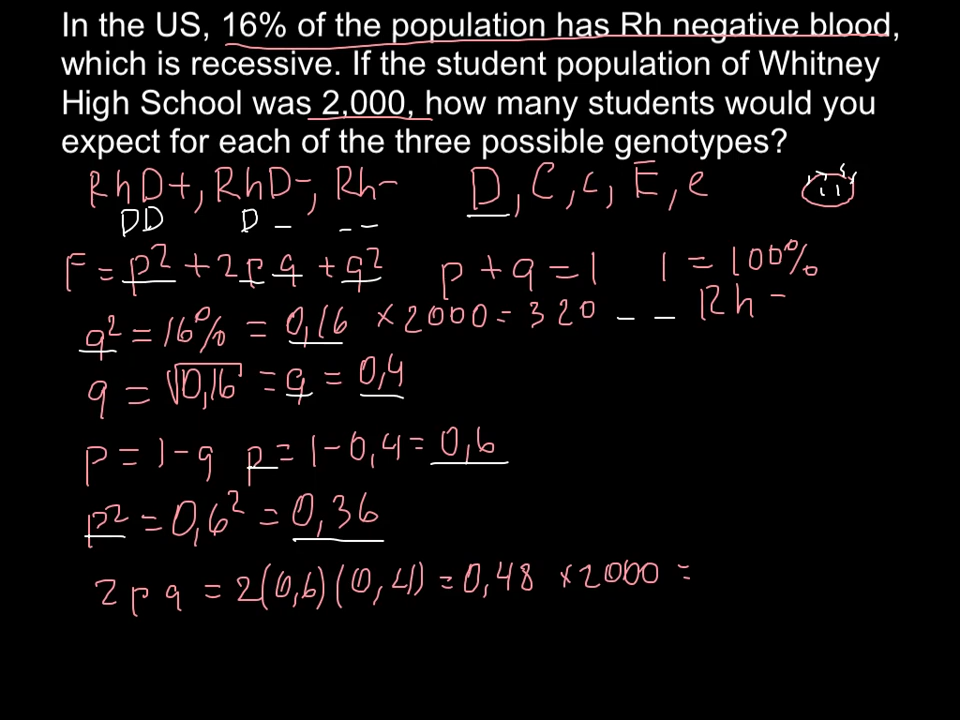 In the US, 16% of the population has Rh negative blood,
which is recessive. If the student population of Whitney
High School was 2,000, how many students would you
expect for each of the three possible genotypes?
RhD+, RhD-, Rh- D, C, c, E, e
DD D - - -
F = p² + 2pq + q² p + q = 1 1 = 100%
q² = 16% = 0,16 × 2000 = 320 - - Rh -
q = √0,16 = q = 0,4
p = 1 - q p = 1 - 0,4 = 0,6
p² = 0,6² = 0,36
2pq = 2(0,6)(0,4) = 0,48 × 2000 =